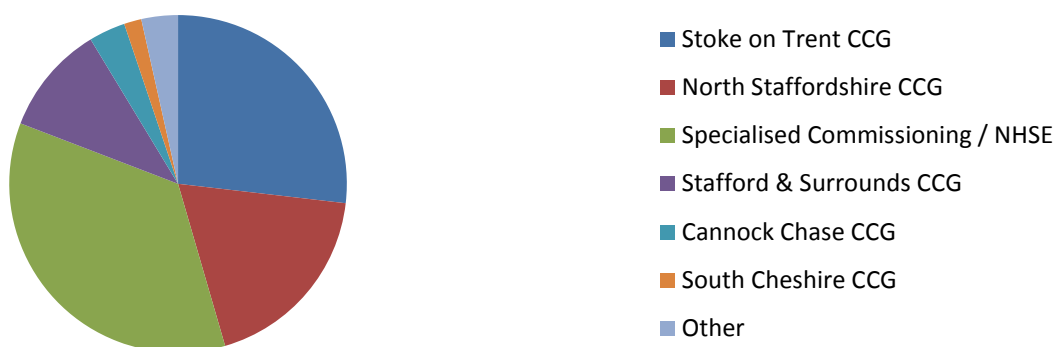 Stoke on Trent CCG
North Staffordshire CCG
Specialised Commissioning / NHSE
Stafford & Surrounds CCG
Cannock Chase CCG
South Cheshire CCG
Other